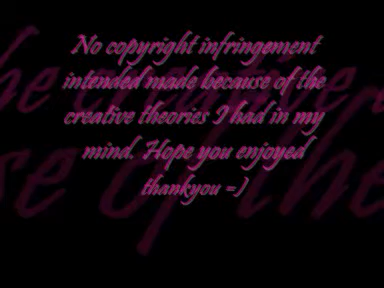 No copyright infringement
intended made because of the
creative theories I had in my
mind. Hope you enjoyed
thankyou =)